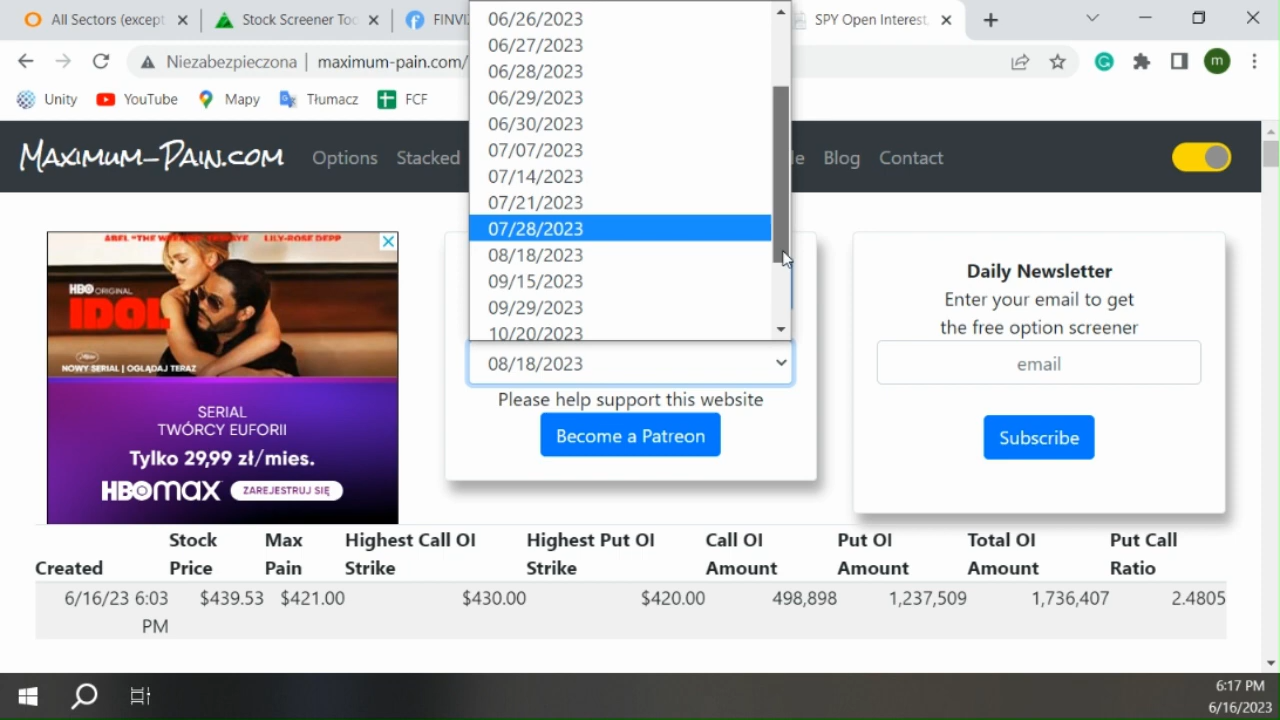 All Sectors (except
Stock Screener Too
FINVIZ
SPY Open Interest,
Niezabezpieczona | maximum-pain.com/
m
Unity
YouTube
Mapy
Tłumacz
FCF
MAXIMUM-PAIN.COM
Options
Stacked
Blog
Contact
06/26/2023
06/27/2023
06/28/2023
06/29/2023
06/30/2023
07/07/2023
07/14/2023
07/21/2023
07/28/2023
08/18/2023
09/15/2023
09/29/2023
10/20/2023
08/18/2023
Please help support this website
Become a Patreon
LILY-ROSE DEPP
HBO ORIGINAL
IDOL
NOWY SERIAL | OGLĄDAJ TERAZ
SERIAL
TWÓRCY EUFORII
Tylko 29,99 zł/mies.
HBOMAX
ZAREJESTRUJ SIĘ
Daily Newsletter
Enter your email to get
the free option screener
email
Subscribe
Created Stock Price Max Pain Highest Call OI Strike Highest Put OI Strike Call OI Amount Put OI Amount Total OI Amount Put Call Ratio
6/16/23 6:03 PM $439.53 $421.00 $430.00 $420.00 498,898 1,237,509 1,736,407 2.4805
6:17 PM
6/16/2023